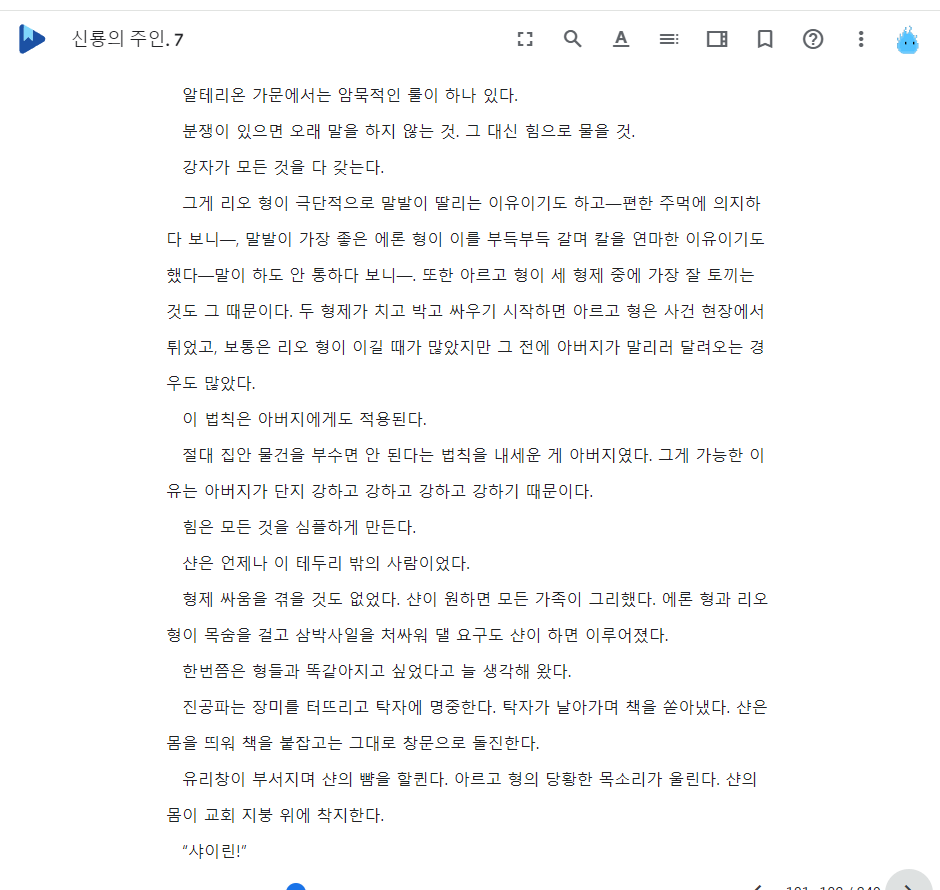 신룡의 주인. 7
알테리온 가문에서는 암묵적인 룰이 하나 있다.
분쟁이 있으면 오래 말을 하지 않는 것. 그 대신 힘으로 물을 것.
강자가 모든 것을 다 갖는다.
그게 리오 형이 극단적으로 말발이 딸리는 이유이기도 하고—편한 주먹에 의지하
다 보니—, 말발이 가장 좋은 에론 형이 이를 부득부득 갈며 칼을 연마한 이유이기도
했다—말이 하도 안 통하다 보니—. 또한 아르고 형이 세 형제 중에 가장 잘 토끼는
것도 그 때문이다. 두 형제가 치고 박고 싸우기 시작하면 아르고 형은 사건 현장에서
튀었고, 보통은 리오 형이 이길 때가 많았지만 그 전에 아버지가 말리러 달려오는 경
우도 많았다.
이 법칙은 아버지에게도 적용된다.
절대 집안 물건을 부수면 안 된다는 법칙을 내세운 게 아버지였다. 그게 가능한 이
유는 아버지가 단지 강하고 강하고 강하고 강하기 때문이다.
힘은 모든 것을 심플하게 만든다.
샨은 언제나 이 테두리 밖의 사람이었다.
형제 싸움을 겪을 것도 없었다. 샨이 원하면 모든 가족이 그리했다. 에론 형과 리오
형이 목숨을 걸고 삼박사일을 처싸워 댈 요구도 샨이 하면 이루어졌다.
한번쯤은 형들과 똑같아지고 싶었다고 늘 생각해 왔다.
진공파는 장미를 터뜨리고 탁자에 명중한다. 탁자가 날아가며 책을 쏟아냈다. 샨은
몸을 띄워 책을 붙잡고는 그대로 창문으로 돌진한다.
유리창이 부서지며 샨의 뺨을 할퀸다. 아르고 형의 당황한 목소리가 울린다. 샨의
몸이 교회 지붕 위에 착지한다.
“샤이린!”